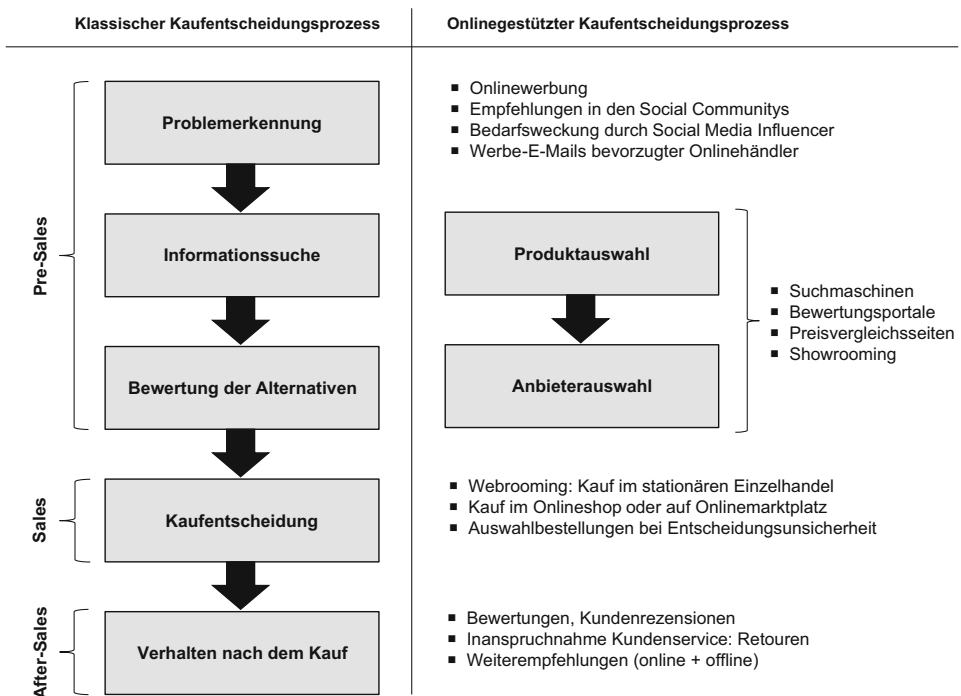 Klassischer Kaufentscheidungsprozess
Onlinegestützter Kaufentscheidungsprozess
Pre-Sales
Problemerkennung
▪ Onlinewerbung
▪ Empfehlungen in den Social Communitys
▪ Bedarfsweckung durch Social Media Influencer
▪ Werbe-E-Mails bevorzugter Onlinehändler
Informationssuche
Produktauswahl
▪ Suchmaschinen
▪ Bewertungsportale
▪ Preisvergleichsseiten
▪ Showrooming
Bewertung der Alternativen
Anbieterauswahl
Sales
Kaufentscheidung
▪ Webrooming: Kauf im stationären Einzelhandel
▪ Kauf im Onlineshop oder auf Onlinemarktplatz
▪ Auswahlbestellungen bei Entscheidungsunsicherheit
After-Sales
Verhalten nach dem Kauf
▪ Bewertungen, Kundenrezensionen
▪ Inanspruchnahme Kundenservice: Retouren
▪ Weiterempfehlungen (online + offline)